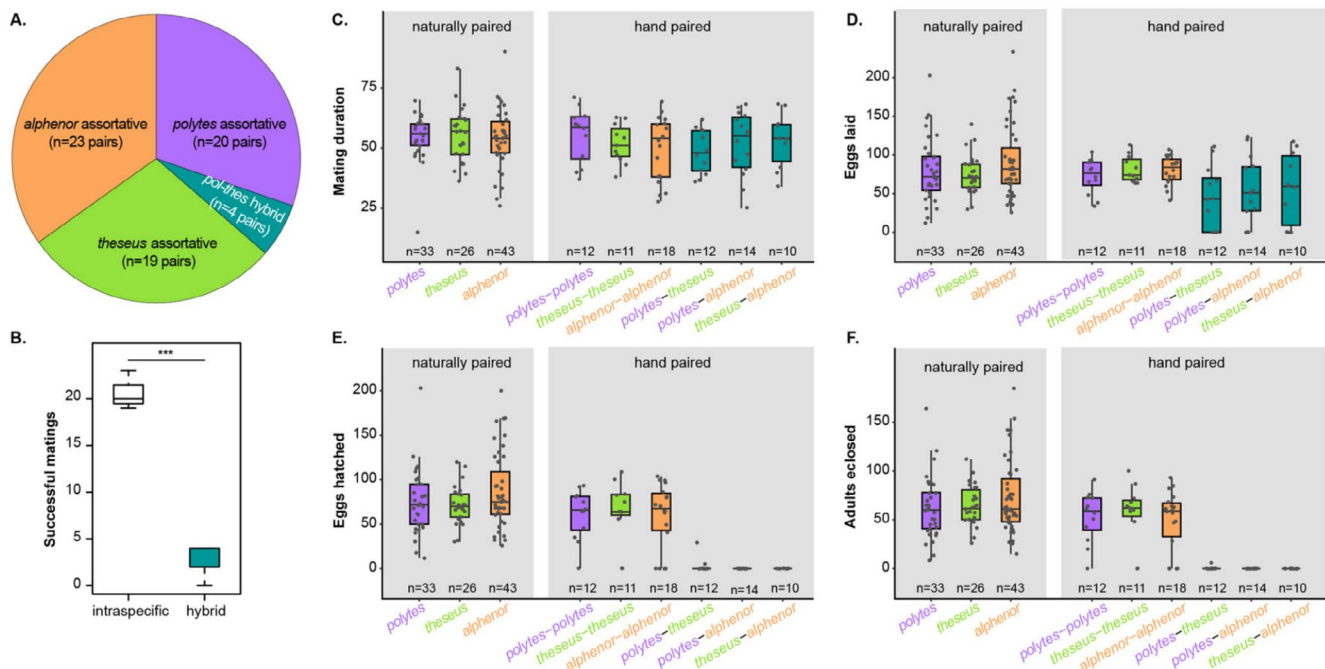 A.
alphenor assortative
(n=23 pairs)
polytes assortative
(n=20 pairs)
pol-thes hybrid
(n=4 pairs)
theseus assortative
(n=19 pairs)
B.
Successful matings
20
15
10
5
0
***
intraspecific
hybrid
C.
naturally paired
hand paired
Mating duration
75
50
25
n=33 n=26 n=43 n=12 n=11 n=18 n=12 n=14 n=10
polytes
theseus
alphenor
polytes-polytes
theseus-theseus
alphenor-alphenor
polytes-theseus
polytes-alphenor
theseus-alphenor
D.
naturally paired
hand paired
Eggs laid
200
150
100
50
0
n=33 n=26 n=43 n=12 n=11 n=18 n=12 n=14 n=10
polytes
theseus
alphenor
polytes-polytes
theseus-theseus
alphenor-alphenor
polytes-theseus
polytes-alphenor
theseus-alphenor
E.
naturally paired
hand paired
Eggs hatched
200
150
100
50
0
n=33 n=26 n=43 n=12 n=11 n=18 n=12 n=14 n=10
polytes
theseus
alphenor
polytes-polytes
theseus-theseus
alphenor-alphenor
polytes-theseus
polytes-alphenor
theseus-alphenor
F.
naturally paired
hand paired
Adults eclosed
150
100
50
0
n=33 n=26 n=43 n=12 n=11 n=18 n=12 n=14 n=10
polytes
theseus
alphenor
polytes-polytes
theseus-theseus
alphenor-alphenor
polytes-theseus
polytes-alphenor
theseus-alphenor